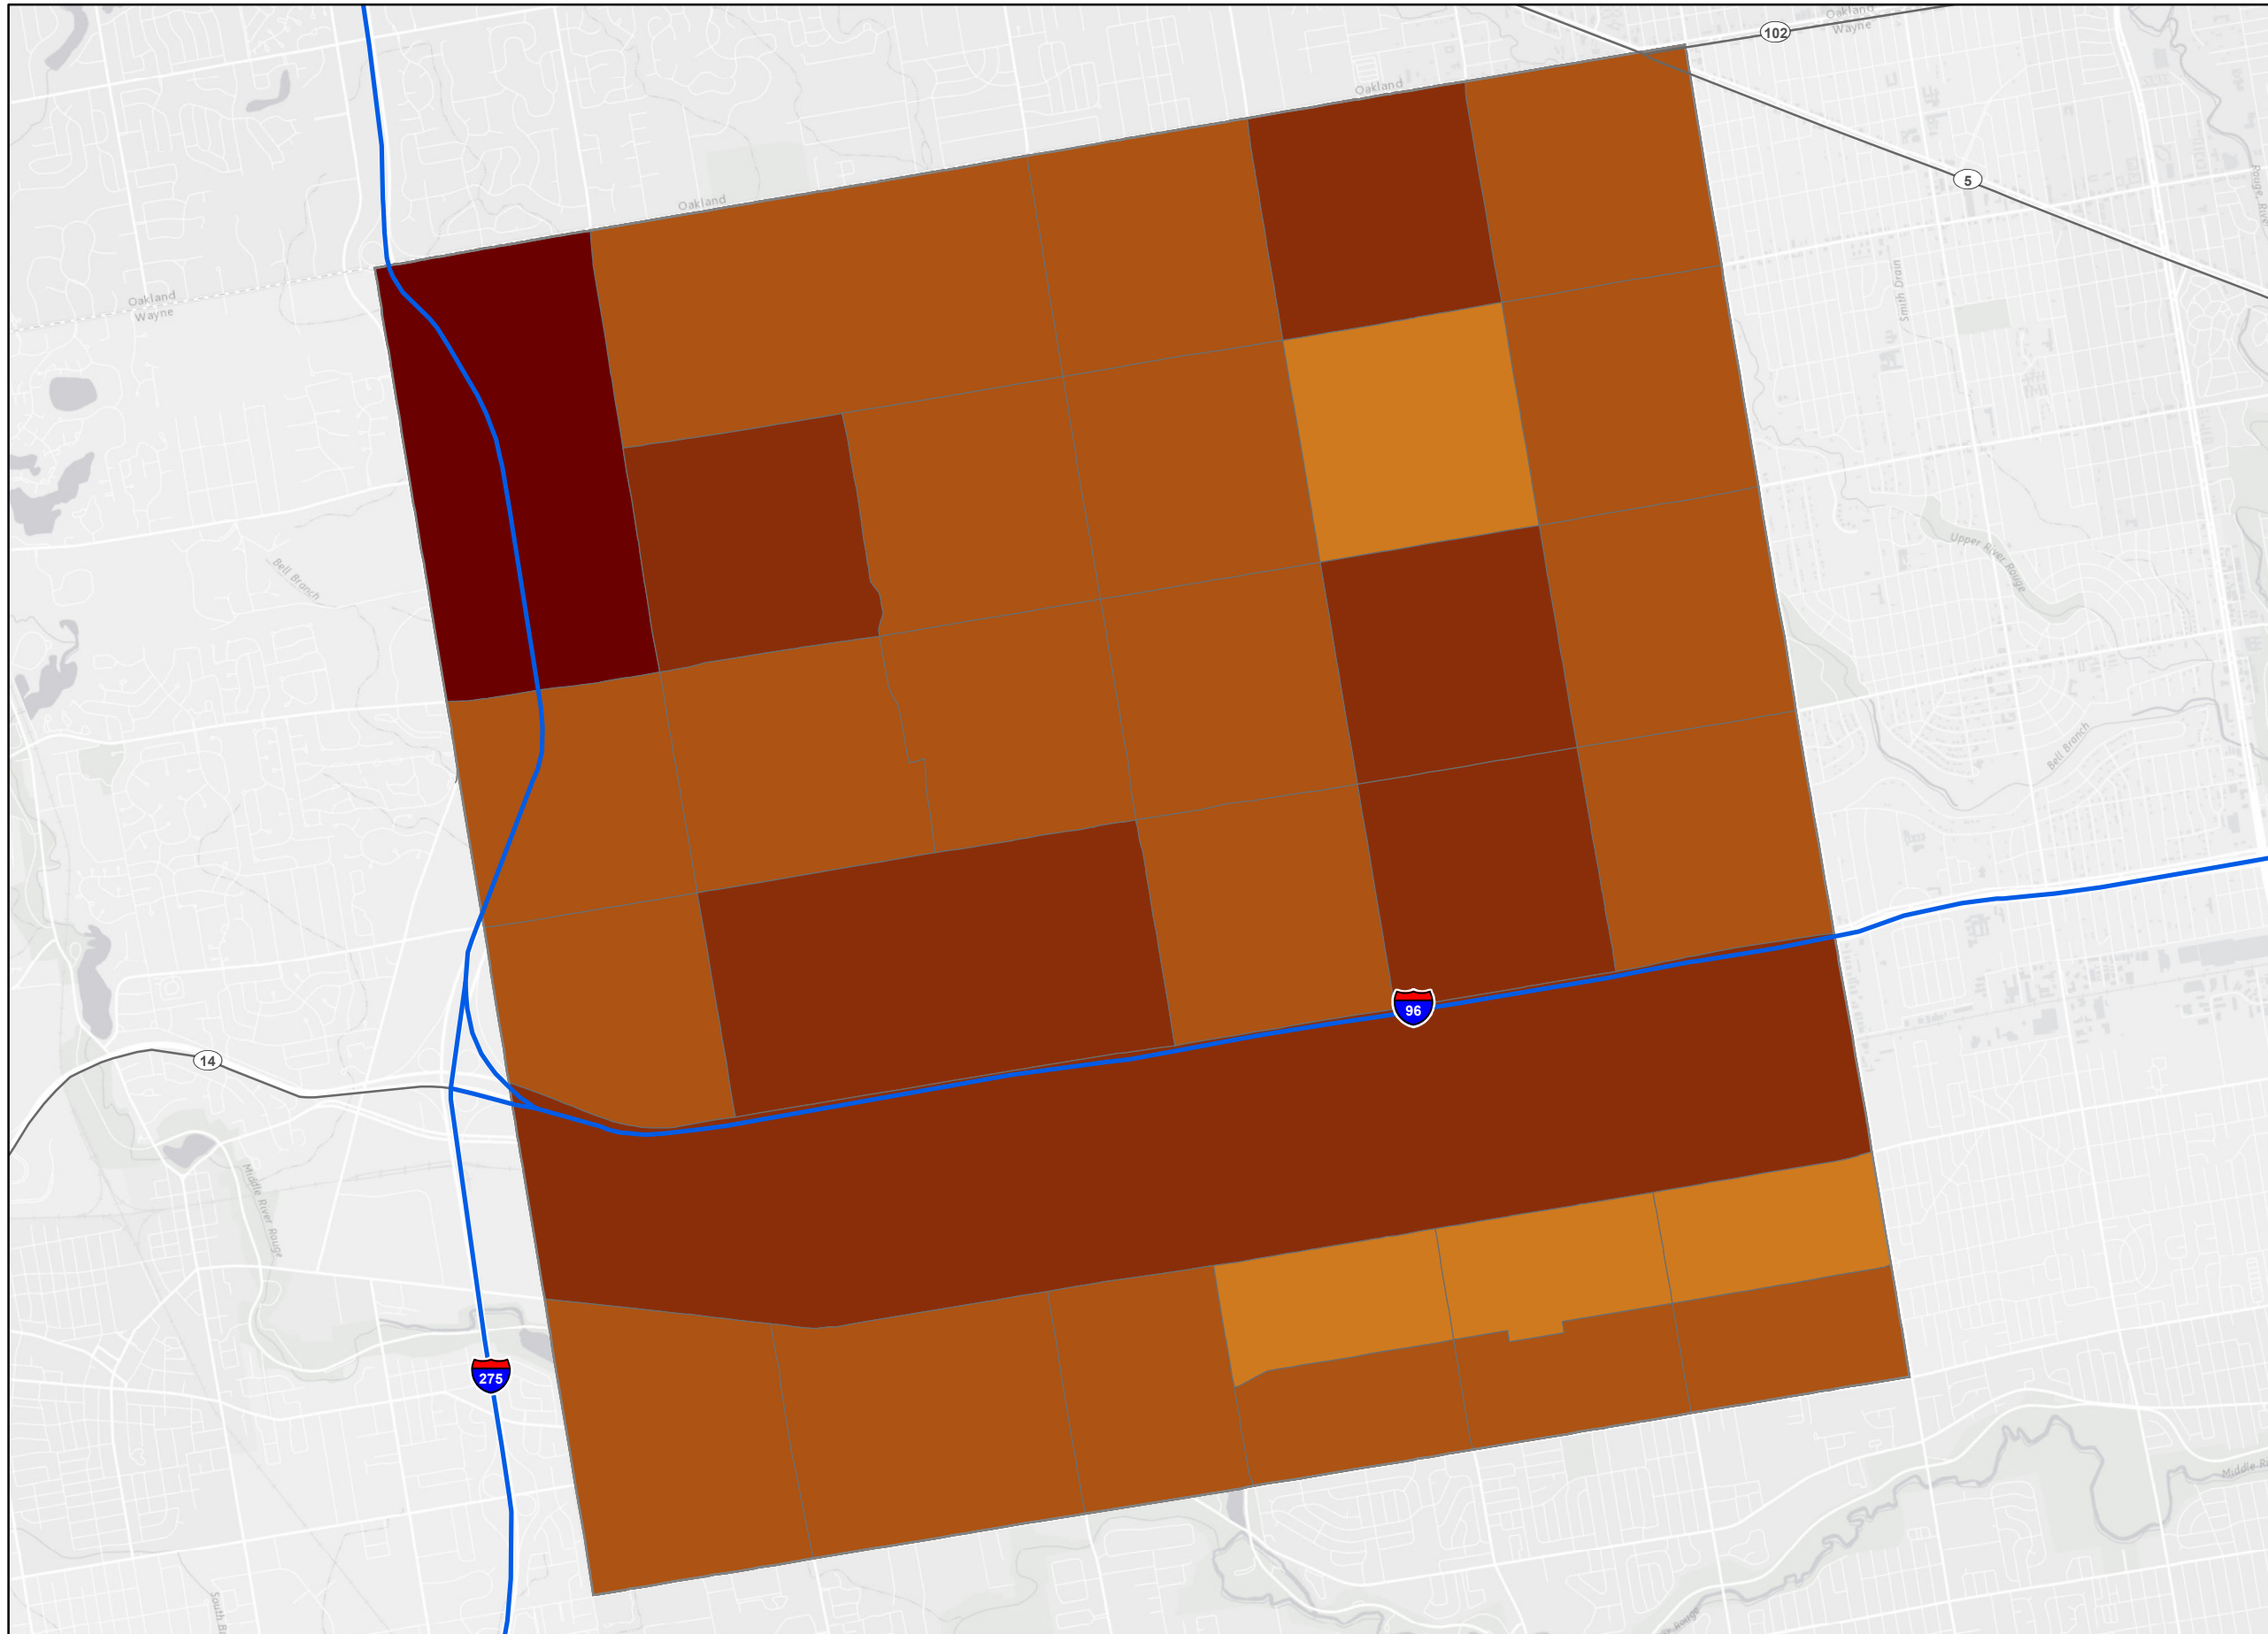 Oakland
Wayne
102
Oakland
5
Oakland
Oakland
Wayne
Smith Drain
Upper River Rouge
Bell Branch
Bell Branch
96
14
Middle River Rouge
275